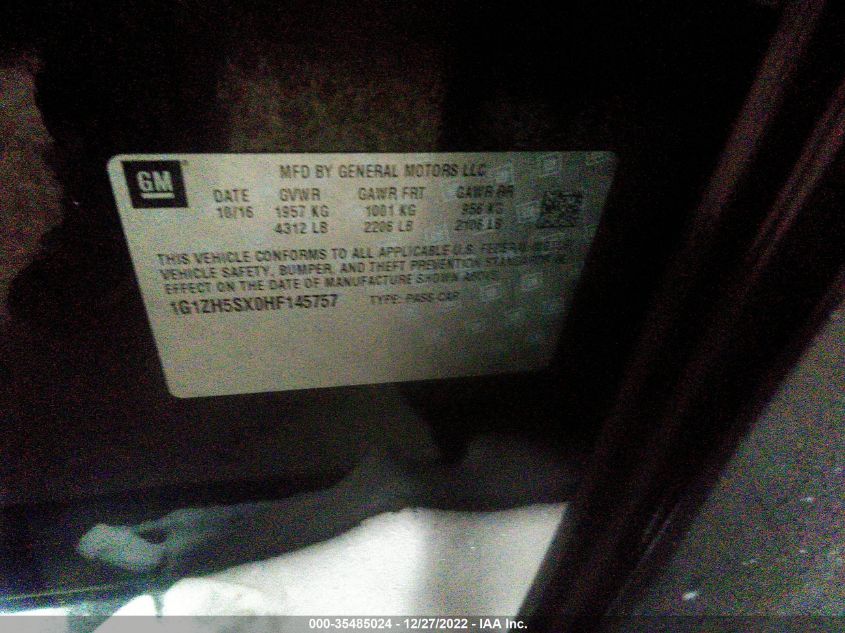 GM
MFD BY GENERAL MOTORS LLC
DATE GVWR GAWR FRT GAWR RR
10/16 1957 KG 1001 KG 956 KG
4312 LB 2206 LB 2106 LB
THIS VEHICLE CONFORMS TO ALL APPLICABLE U.S. FEDERAL MOTOR
VEHICLE SAFETY, BUMPER, AND THEFT PREVENTION STANDARDS IN
EFFECT ON THE DATE OF MANUFACTURE SHOWN ABOVE.
1G1ZH5SX0HF145757 TYPE: PASS CAR
000-35485024 - 12/27/2022 - IAA Inc.